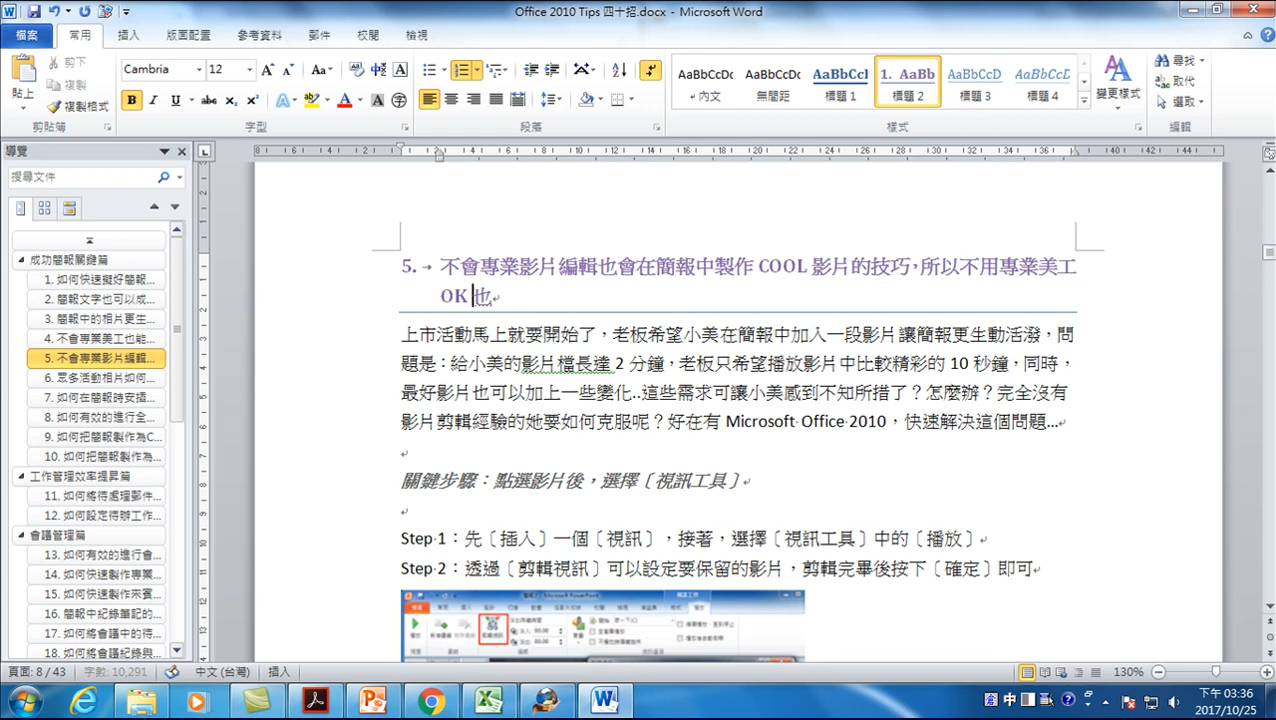 Office 2010 Tips 四十招.docx - Microsoft Word
檔案 常用 插入 版面配置 參考資料 郵件 校閱 檢視
貼上 剪下 複製 複製格式 剪貼簿
Cambria 12
字型
段落
AaBbCcDc AaBbCcDc AaBbCcI 1. AaBb AaBbCcD AaBbCcD
內文 無間距 標題 1 標題 2 標題 3 標題 4
樣式
變更樣式
尋找 取代 選取 編輯
導覽
搜尋文件
成功簡報關鍵篇
1. 如何快速擬好簡報...
2. 簡報文字也可以成...
3. 簡報中的相片更生...
4. 不會專業美工也能...
5. 不會專業影片編輯...
6. 眾多活動相片如何...
7. 如何在簡報時安插...
8. 如何有效的進行全...
9. 如何把簡報製作為C...
10. 如何把簡報製作為...
工作管理效率提昇篇
11. 如何將待處理郵件...
12. 如何設定待辦工作...
會議管理篇
13. 如何有效的進行會...
14. 如何快速製作專業...
15. 如何快速製作來賓...
16. 簡報中紀錄筆記的...
17. 如何將會議中的待...
18. 如何將會議紀錄與...
5. 不會專業影片編輯也會在簡報中製作 COOL 影片的技巧，所以不用專業美工
OK 也
上市活動馬上就要開始了，老板希望小美在簡報中加入一段影片讓簡報更生動活潑，問
題是：給小美的影片檔長達 2 分鐘，老板只希望播放影片中比較精彩的 10 秒鐘，同時，
最好影片也可以加上一些變化..這些需求可讓小美感到不知所措了？怎麼辦？完全沒有
影片剪輯經驗的她要如何克服呢？好在有 Microsoft Office 2010，快速解決這個問題...
關鍵步驟：點選影片後，選擇〔視訊工具〕
Step 1：先〔插入〕一個〔視訊〕，接著，選擇〔視訊工具〕中的〔播放〕
Step 2：透過〔剪輯視訊〕可以設定要保留的影片，剪輯完畢後按下〔確定〕即可
頁面: 8 / 43 字數: 10,291 中文 (台灣) 插入 130%
下午 03:36
2017/10/25